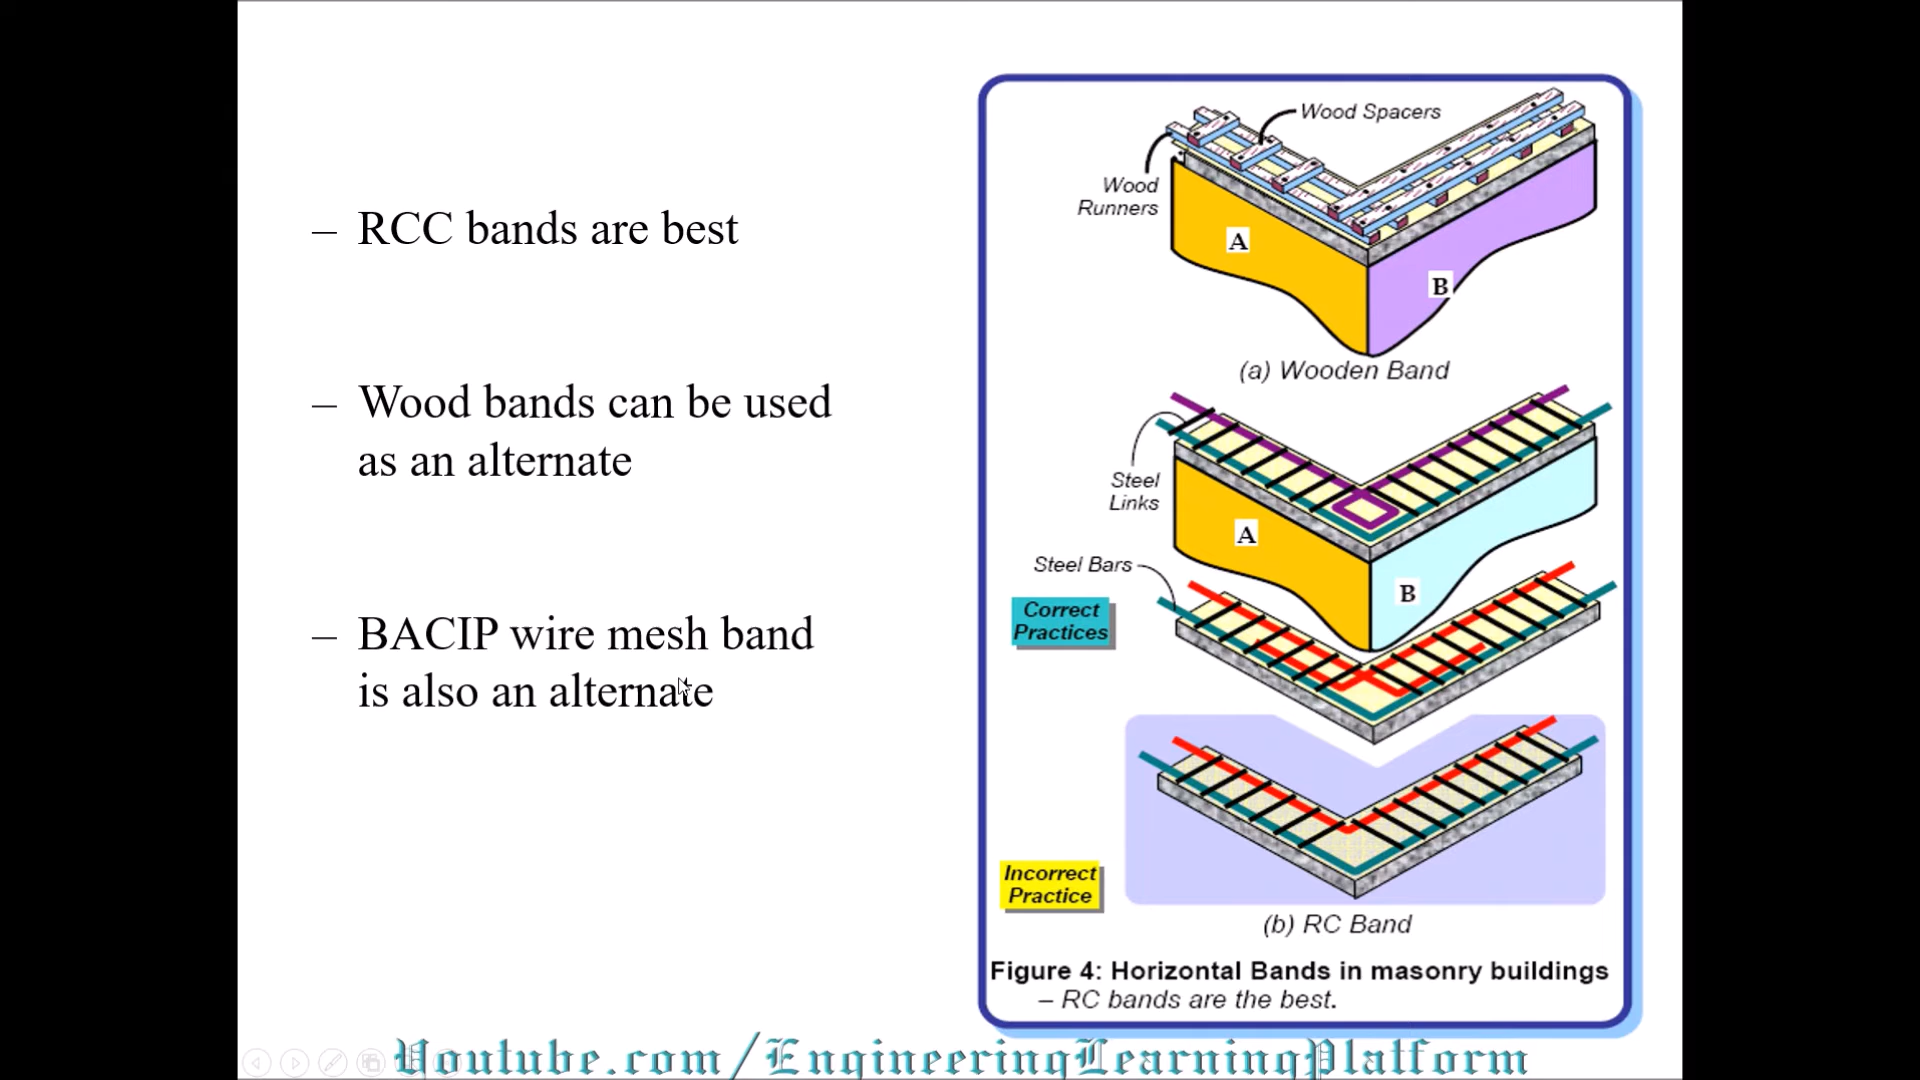 – RCC bands are best
– Wood bands can be used
as an alternate
– BACIP wire mesh band
is also an alternate
Wood Spacers
Wood
Runners
A
B
(a) Wooden Band
Steel
Links
A
B
Steel Bars
Correct
Practices
Incorrect
Practice
(b) RC Band
Figure 4: Horizontal Bands in masonry buildings
– RC bands are the best.
Youtube.com/EngineeringLearningPlatform